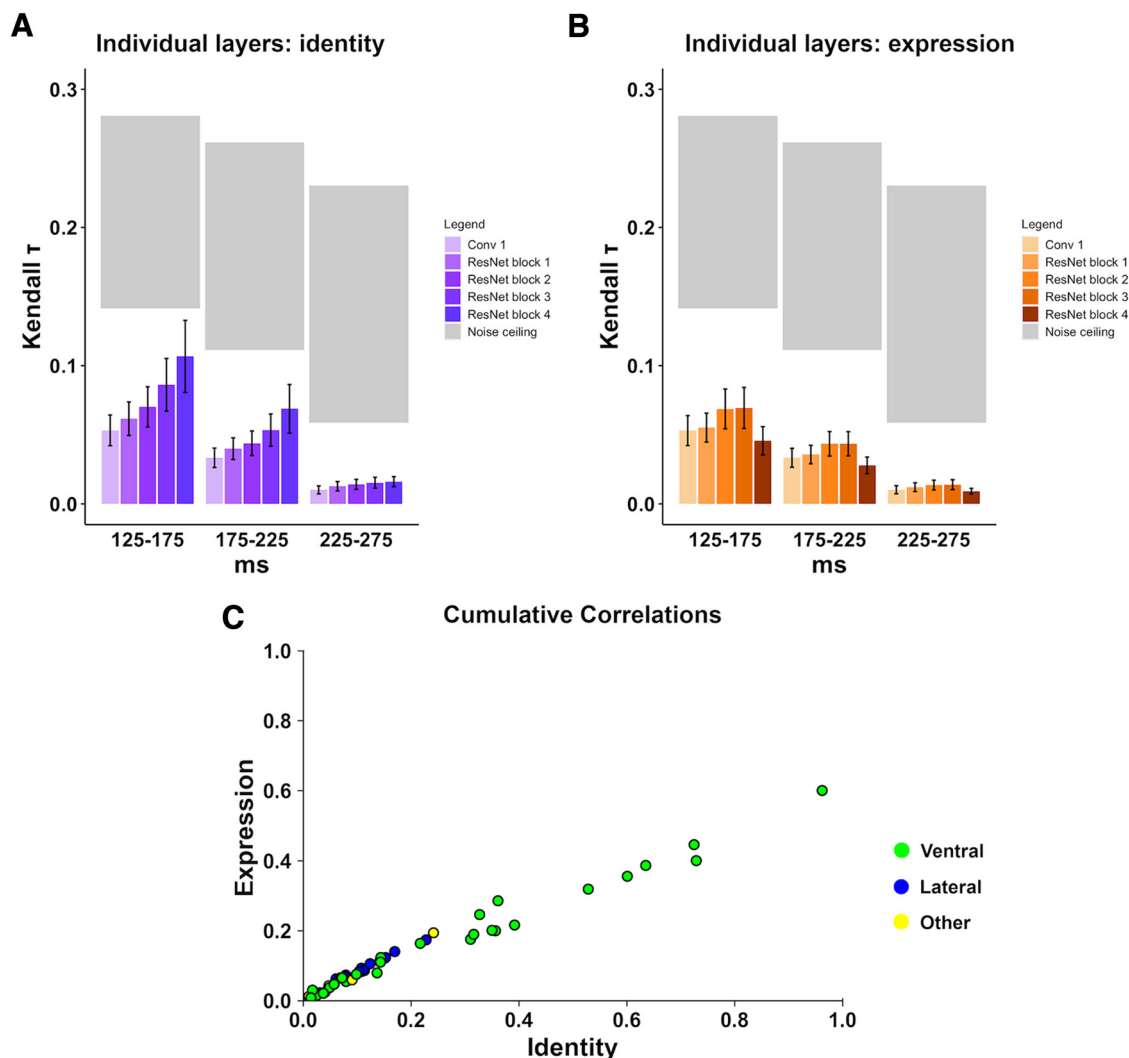 A
Individual layers: identity
Kendall τ
0.3
0.2
0.1
0.0
125-175
175-225
225-275
ms
Legend
Conv 1
ResNet block 1
ResNet block 2
ResNet block 3
ResNet block 4
Noise ceiling
B
Individual layers: expression
Kendall τ
0.3
0.2
0.1
0.0
125-175
175-225
225-275
ms
Legend
Conv 1
ResNet block 1
ResNet block 2
ResNet block 3
ResNet block 4
Noise ceiling
C
Cumulative Correlations
Expression
1.0
0.8
0.6
0.4
0.2
0.0
0.0
0.2
0.4
0.6
0.8
1.0
Identity
Ventral
Lateral
Other